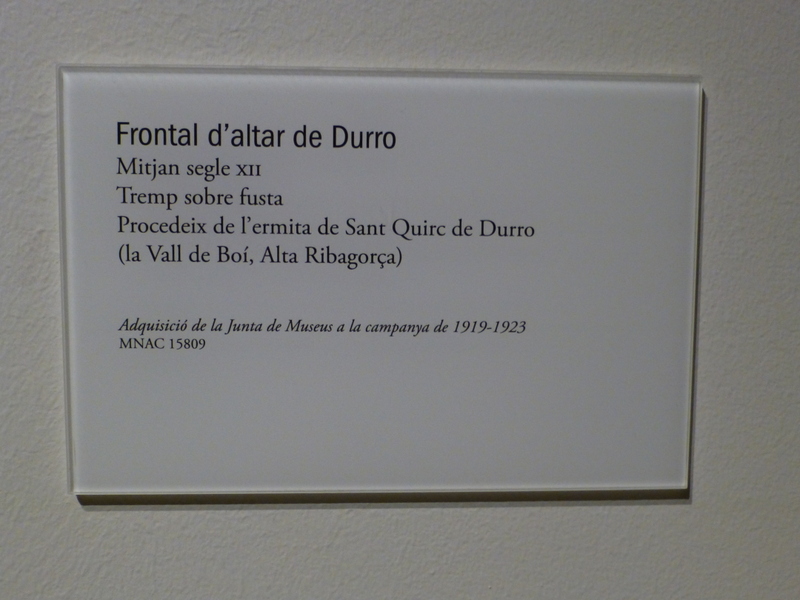 Frontal d'altar de Durro
Mitjan segle XII
Tremp sobre fusta
Procedeix de l'ermita de Sant Quirc de Durro
(la Vall de Boí, Alta Ribagorça)
Adquisició de la Junta de Museus a la campanya de 1919-1923
MNAC 15809